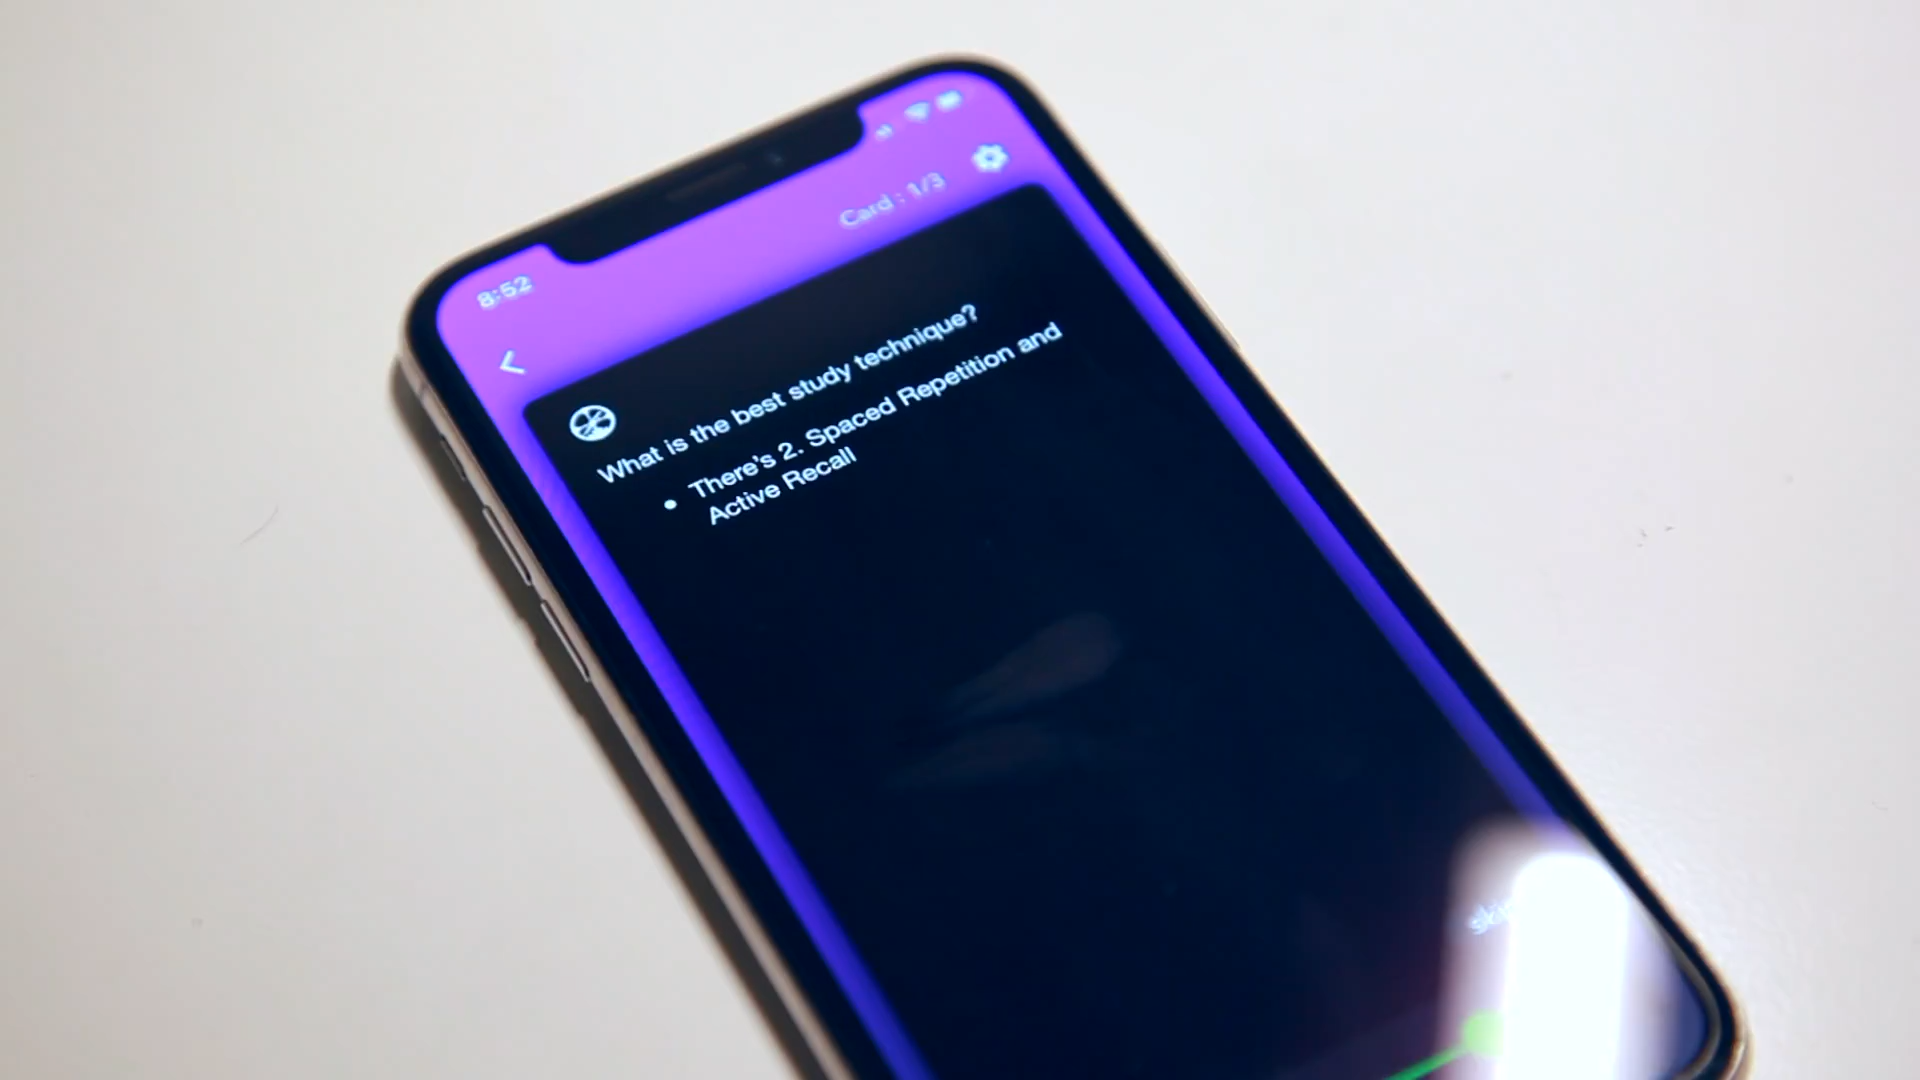 8:52
Card : 1/3
What is the best study technique?
• There's 2. Spaced Repetition and
Active Recall